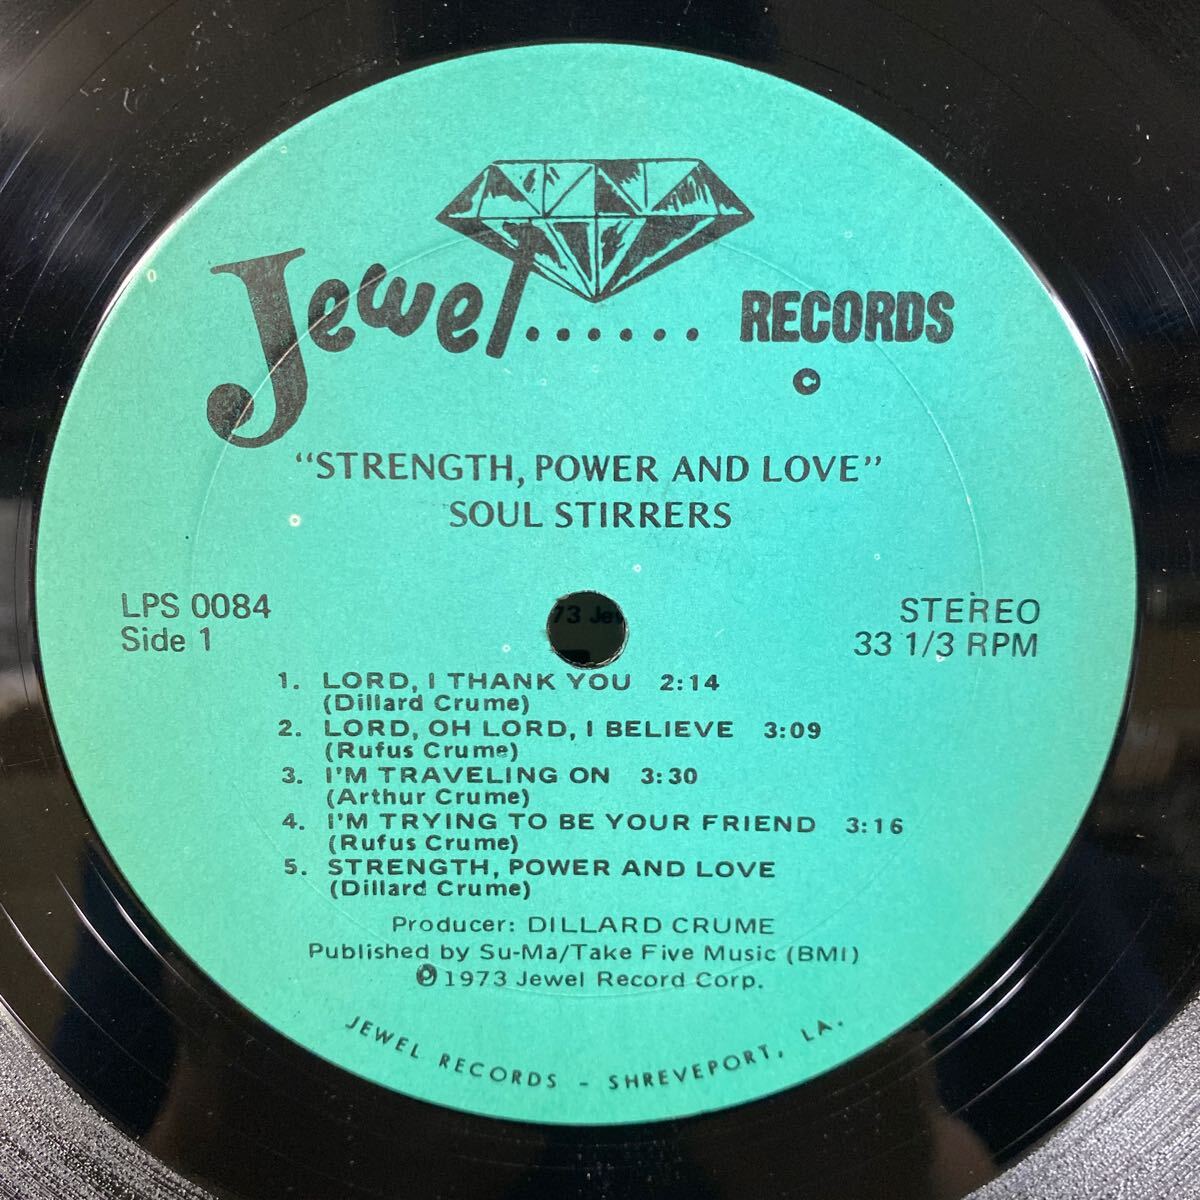 Jewel...... RECORDS
©
"STRENGTH, POWER AND LOVE"
SOUL STIRRERS
LPS 0084
Side 1
STEREO
33 1/3 RPM
1. LORD, I THANK YOU 2:14
(Dillard Crume)
2. LORD, OH LORD, I BELIEVE 3:09
(Rufus Crume)
3. I'M TRAVELING ON 3:30
(Arthur Crume)
4. I'M TRYING TO BE YOUR FRIEND 3:16
(Rufus Crume)
5. STRENGTH, POWER AND LOVE
(Dillard Crume)
Producer: DILLARD CRUME
Published by Su-Ma/Take Five Music (BMI)
℗ 1973 Jewel Record Corp.
JEWEL RECORDS - SHREVEPORT, LA.